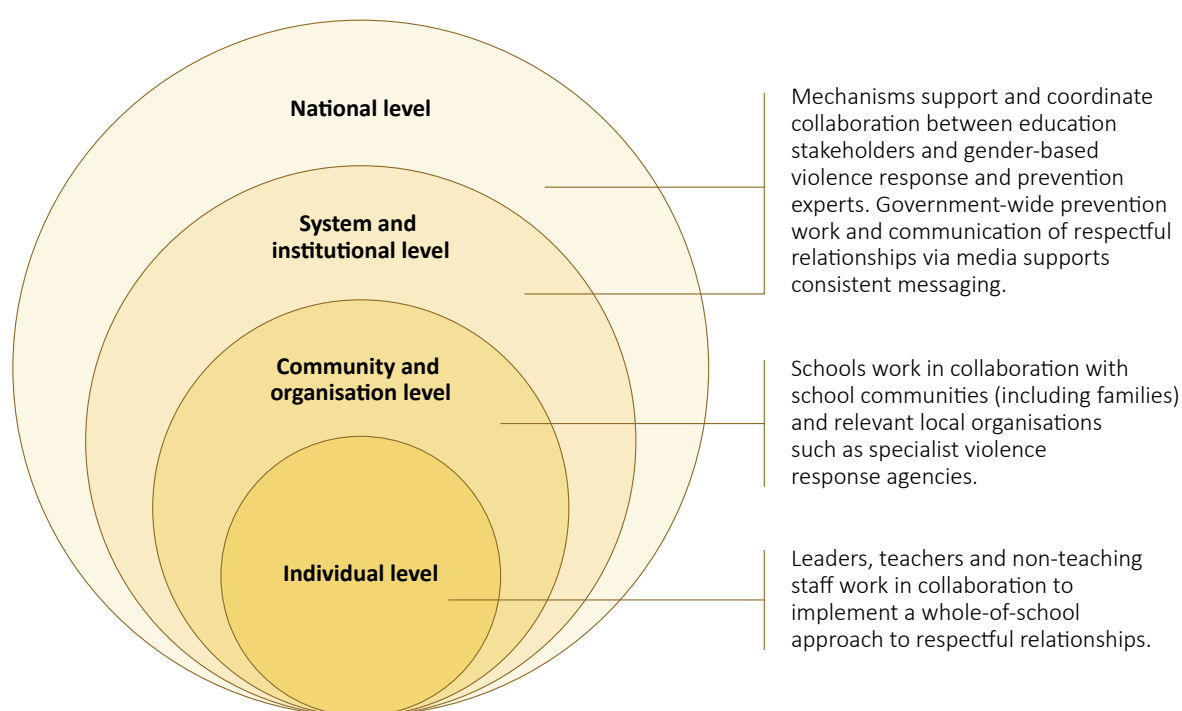 National level
System and
institutional level
Community and
organisation level
Individual level
Mechanisms support and coordinate
collaboration between education
stakeholders and gender-based
violence response and prevention
experts. Government-wide prevention
work and communication of respectful
relationships via media supports
consistent messaging.
Schools work in collaboration with
school communities (including families)
and relevant local organisations
such as specialist violence
response agencies.
Leaders, teachers and non-teaching
staff work in collaboration to
implement a whole-of-school
approach to respectful relationships.